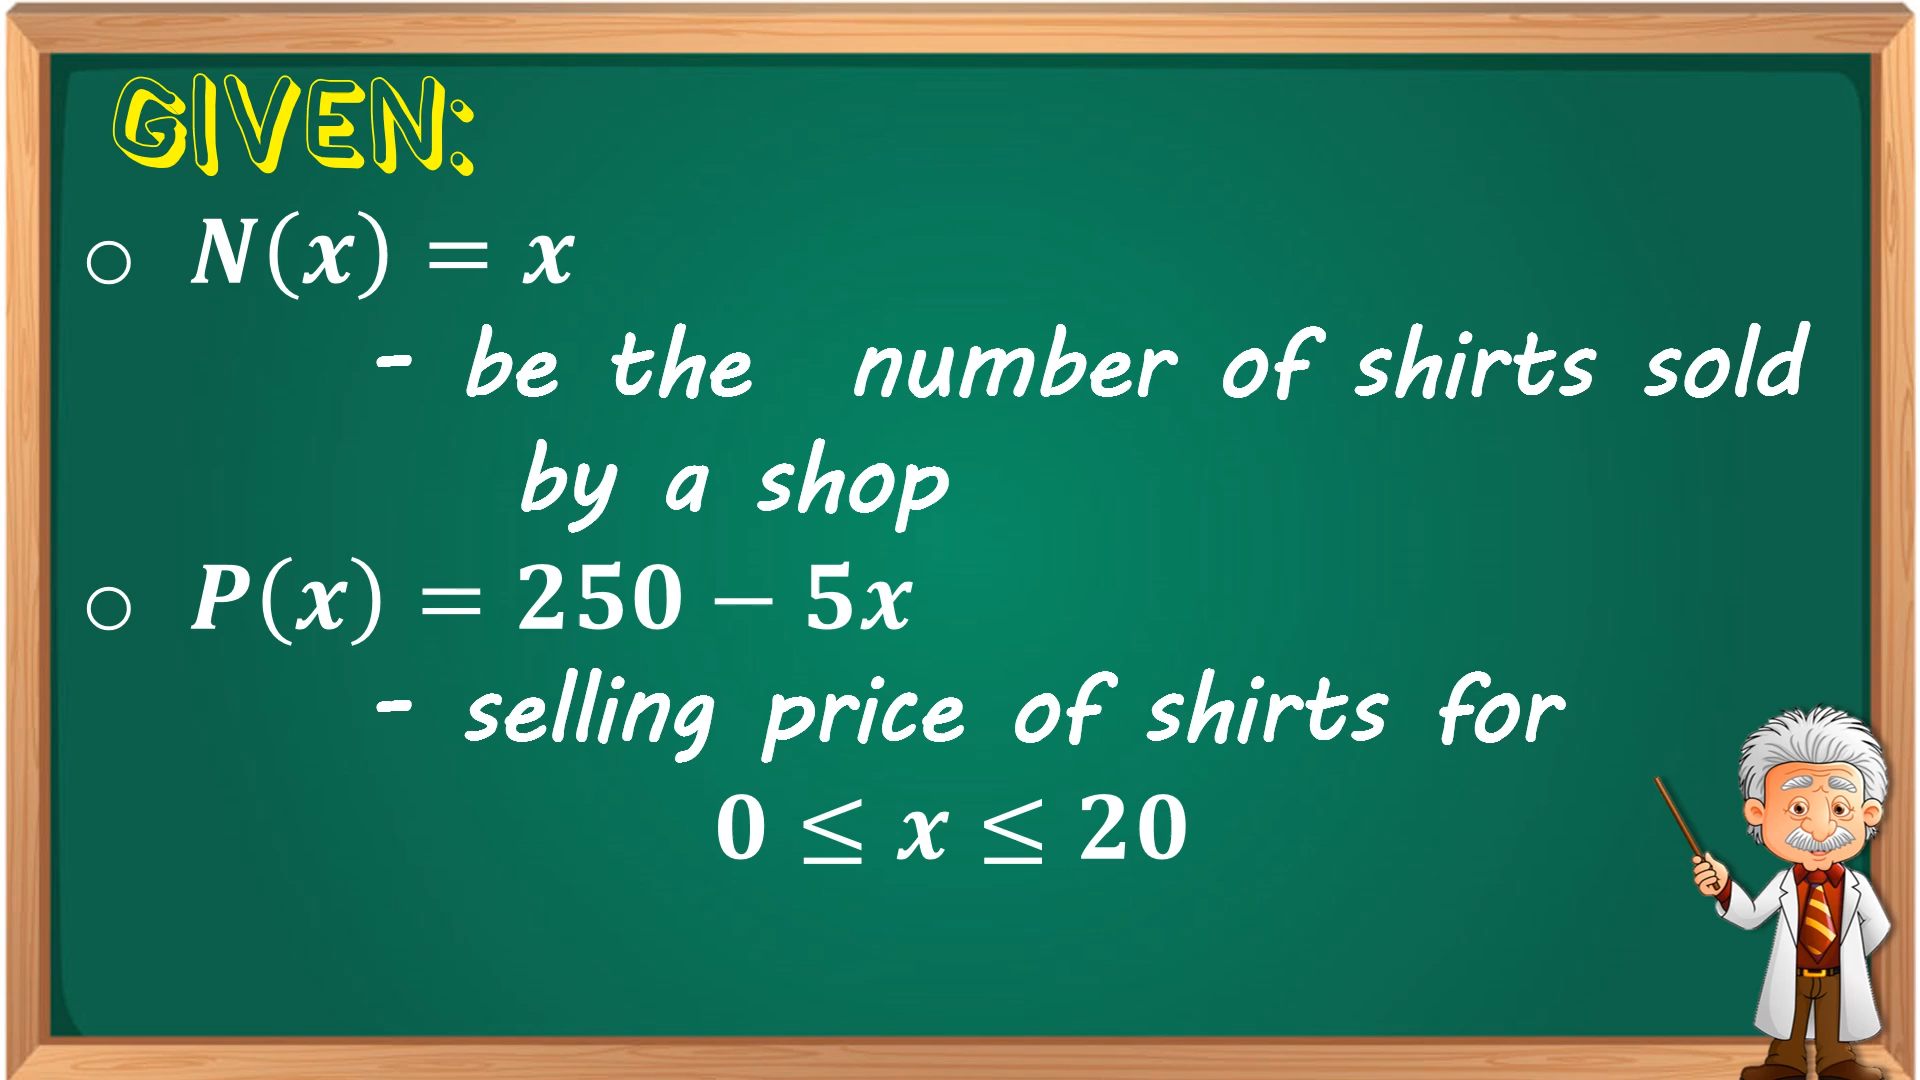 GIVEN:
○ N(x) = x
- be the number of shirts sold
by a shop
○ P(x) = 250 − 5x
- selling price of shirts for
0 ≤ x ≤ 20